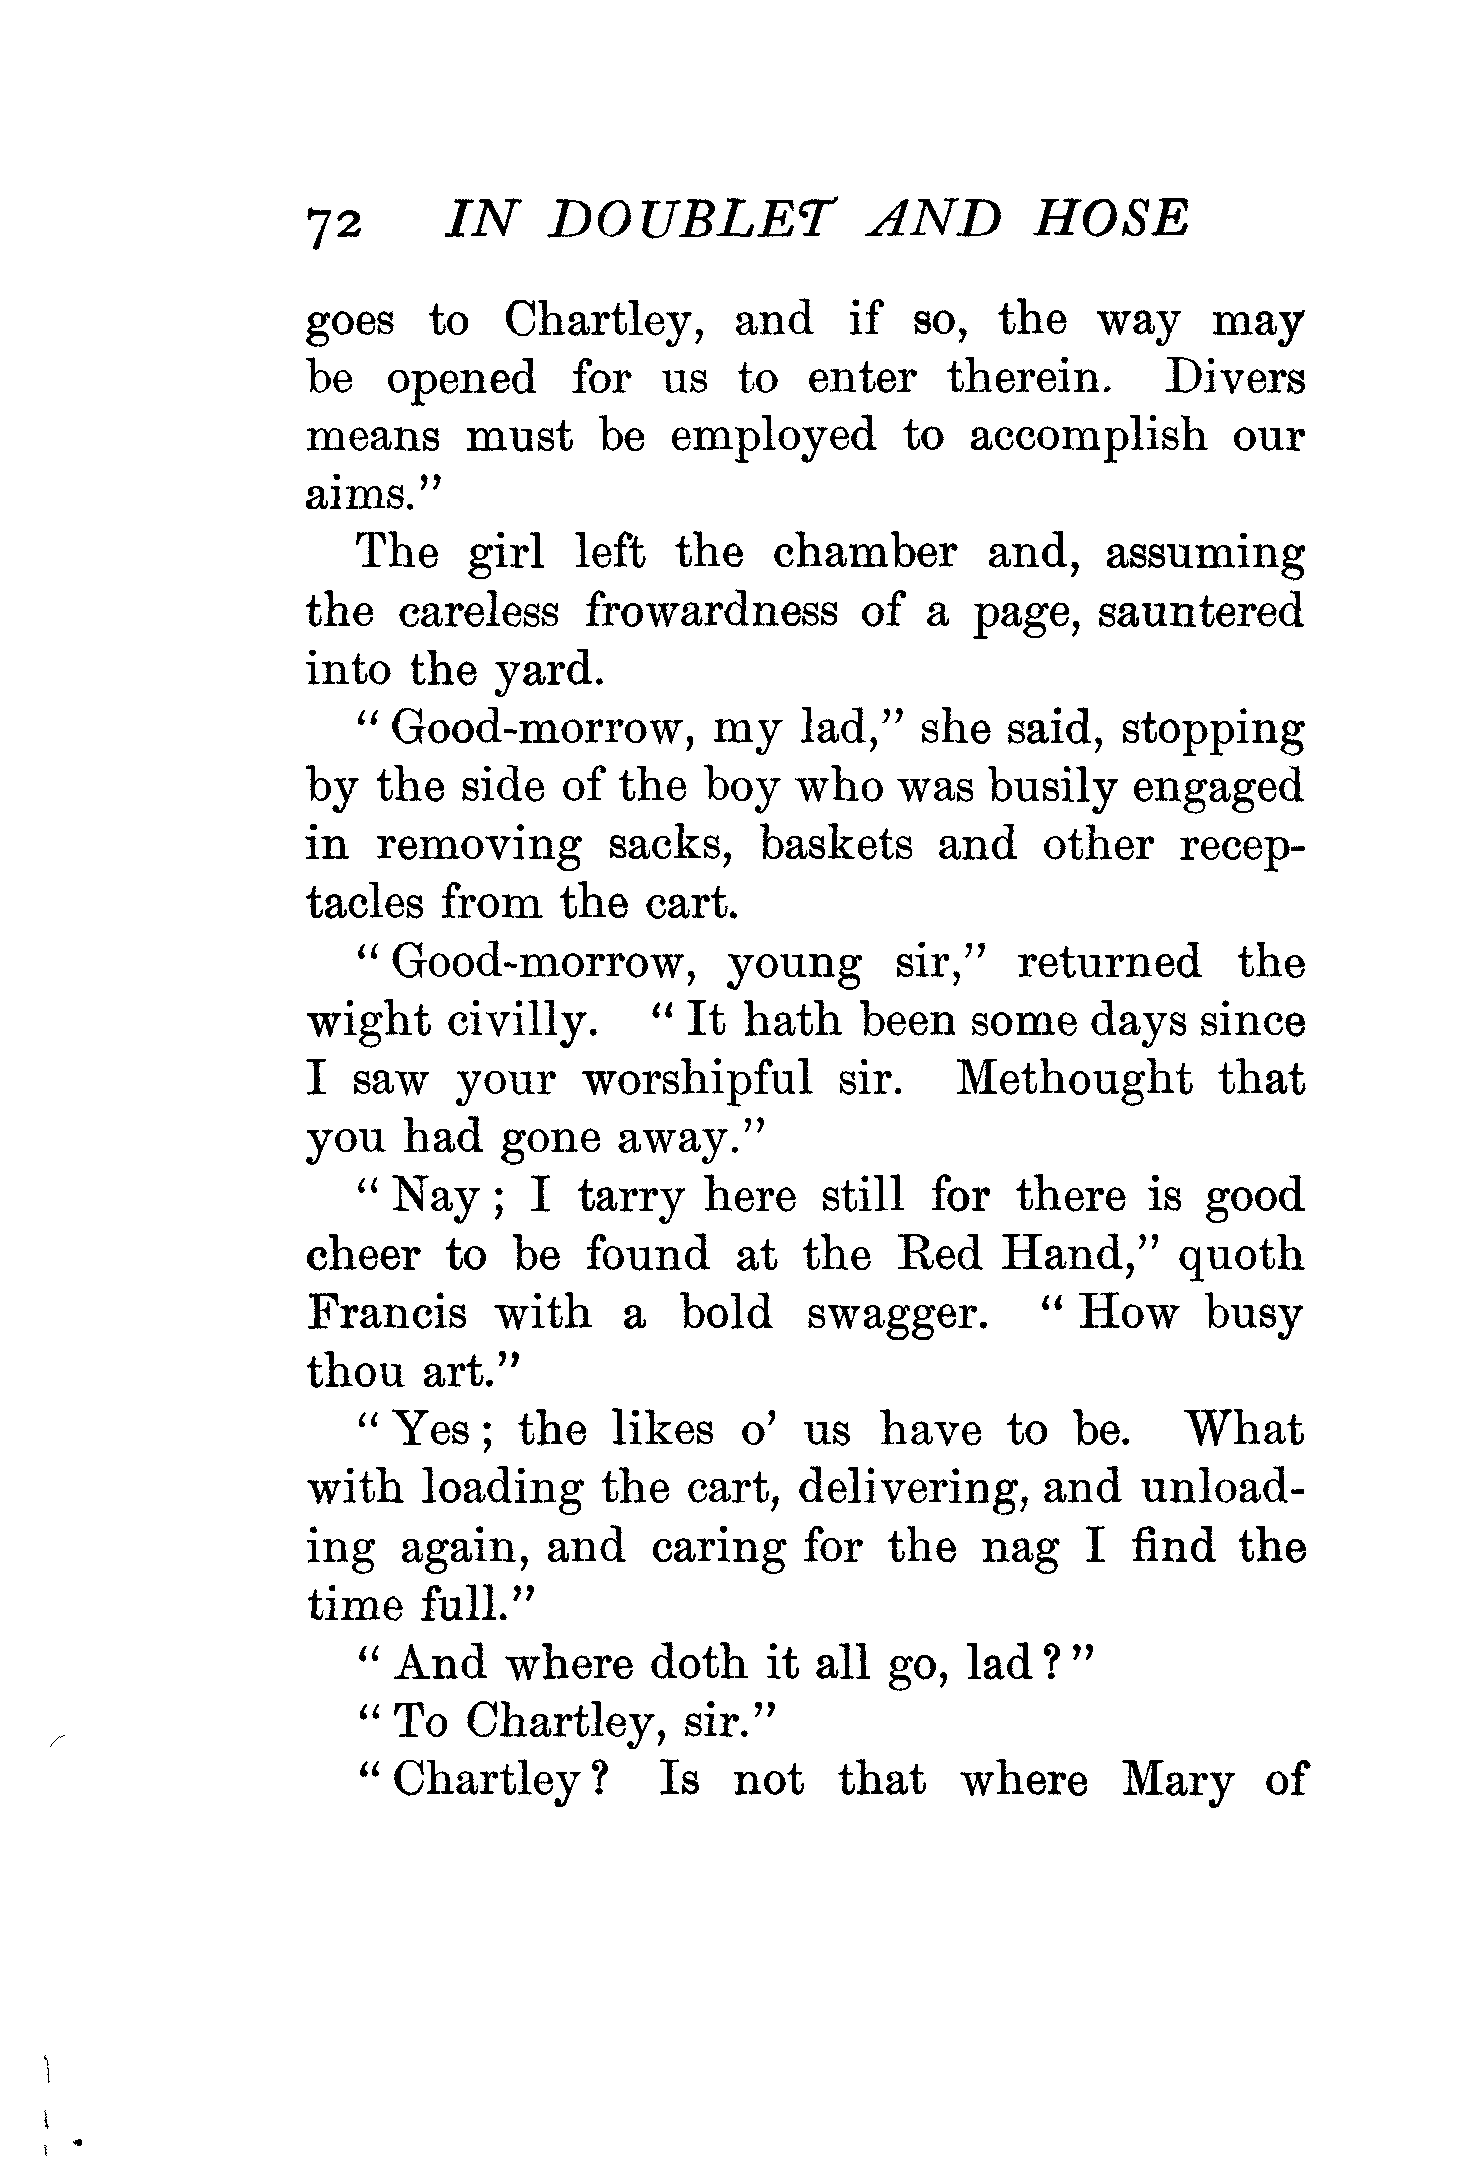 72 IN DOUBLET AND HOSE
goes to Chartley, and if so, the way may
be opened for us to enter therein. Divers
means must be employed to accomplish our
aims."
The girl left the chamber and, assuming
the careless frowardness of a page, sauntered
into the yard.
"Good-morrow, my lad," she said, stopping
by the side of the boy who was busily engaged
in removing sacks, baskets and other recep-
tacles from the cart.
"Good-morrow, young sir," returned the
wight civilly. "It hath been some days since
I saw your worshipful sir. Methought that
you had gone away."
"Nay; I tarry here still for there is good
cheer to be found at the Red Hand," quoth
Francis with a bold swagger. "How busy
thou art."
"Yes; the likes o' us have to be. What
with loading the cart, delivering, and unload-
ing again, and caring for the nag I find the
time full."
"And where doth it all go, lad?"
"To Chartley, sir."
"Chartley? Is not that where Mary of